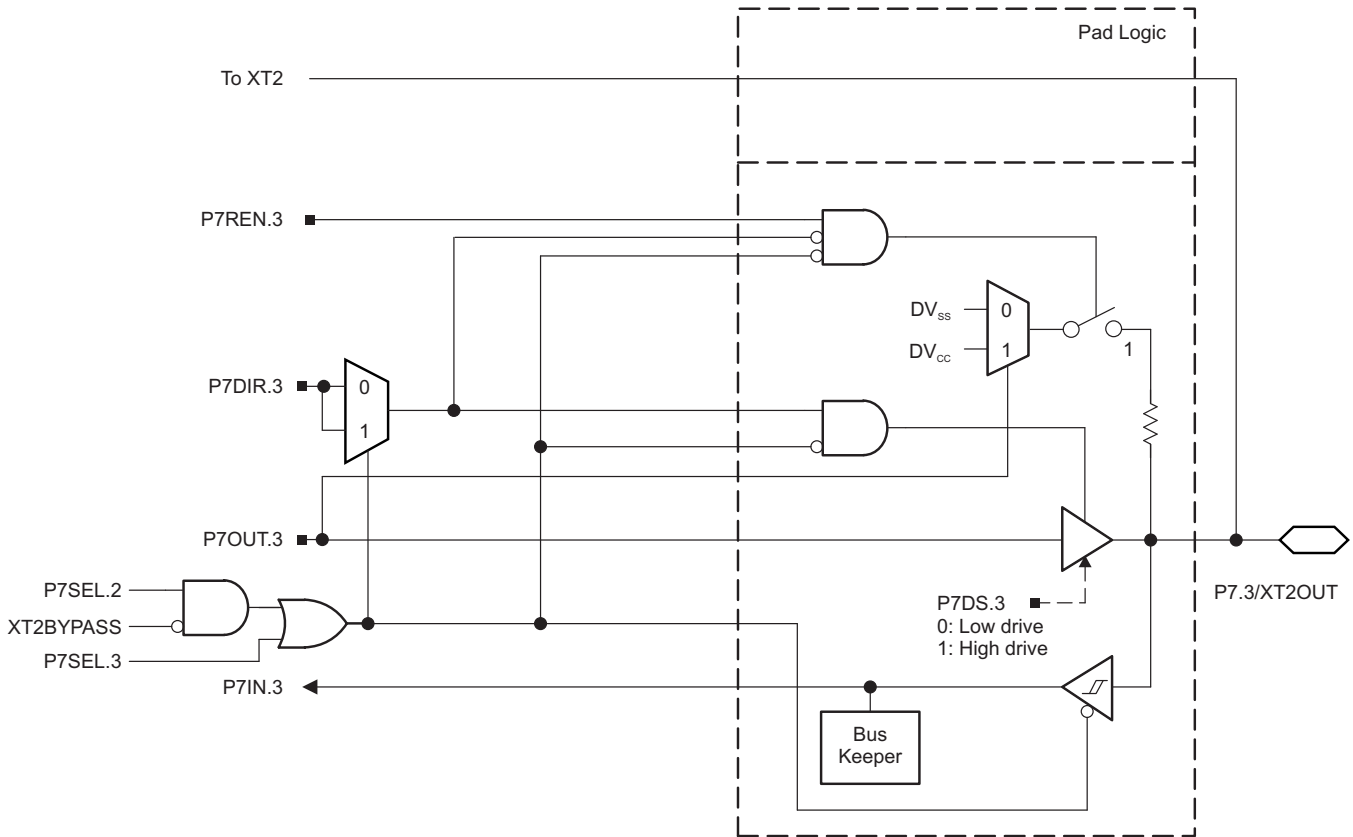 Pad Logic
To XT2
P7REN.3
DVSS
0
DVCC
1
1
P7DIR.3
0
1
P7OUT.3
P7SEL.2
XT2BYPASS
P7SEL.3
P7DS.3
0: Low drive
1: High drive
P7.3/XT2OUT
P7IN.3
Bus
Keeper